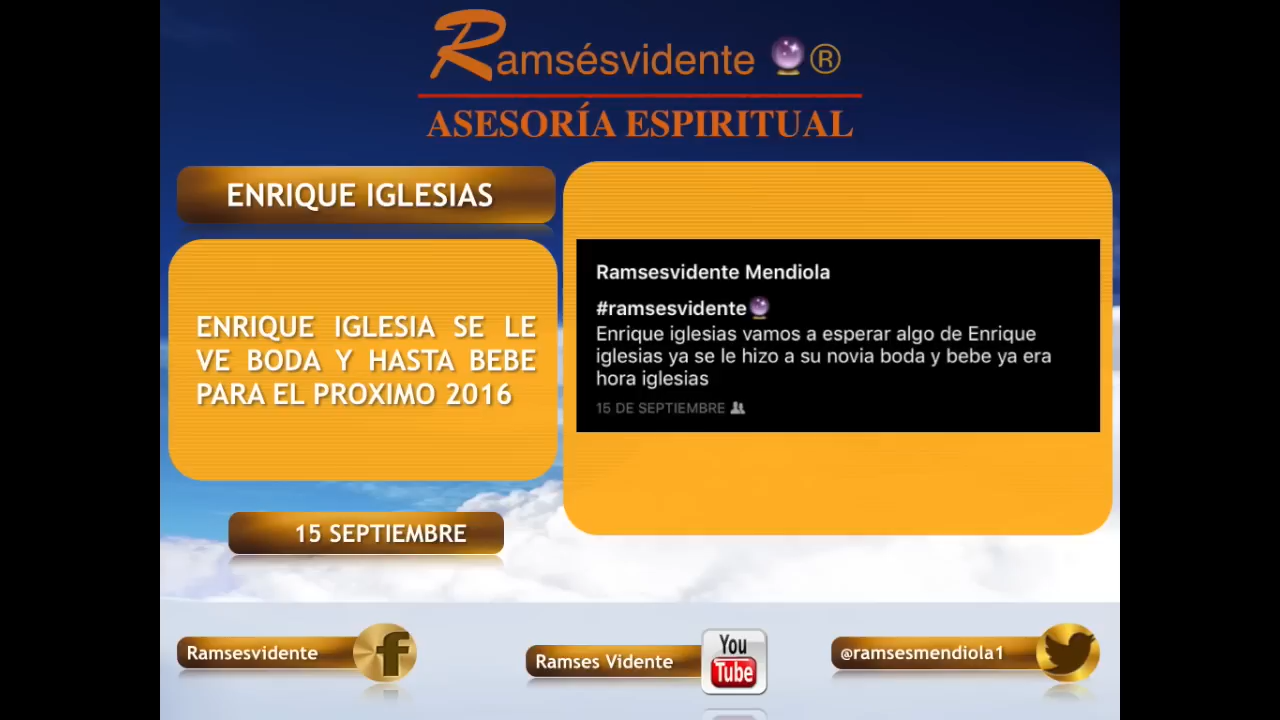 Ramsésvidente 🔮®
ASESORÍA ESPIRITUAL
ENRIQUE IGLESIAS
ENRIQUE IGLESIA SE LE
VE BODA Y HASTA BEBE
PARA EL PROXIMO 2016
15 SEPTIEMBRE
Ramsesvidente Mendiola
#ramsesvidente🔮
Enrique iglesias vamos a esperar algo de Enrique
iglesias ya se le hizo a su novia boda y bebe ya era
hora iglesias
15 DE SEPTIEMBRE
Ramsesvidente
f
Ramses Vidente
You
Tube
@ramsesmendiola1